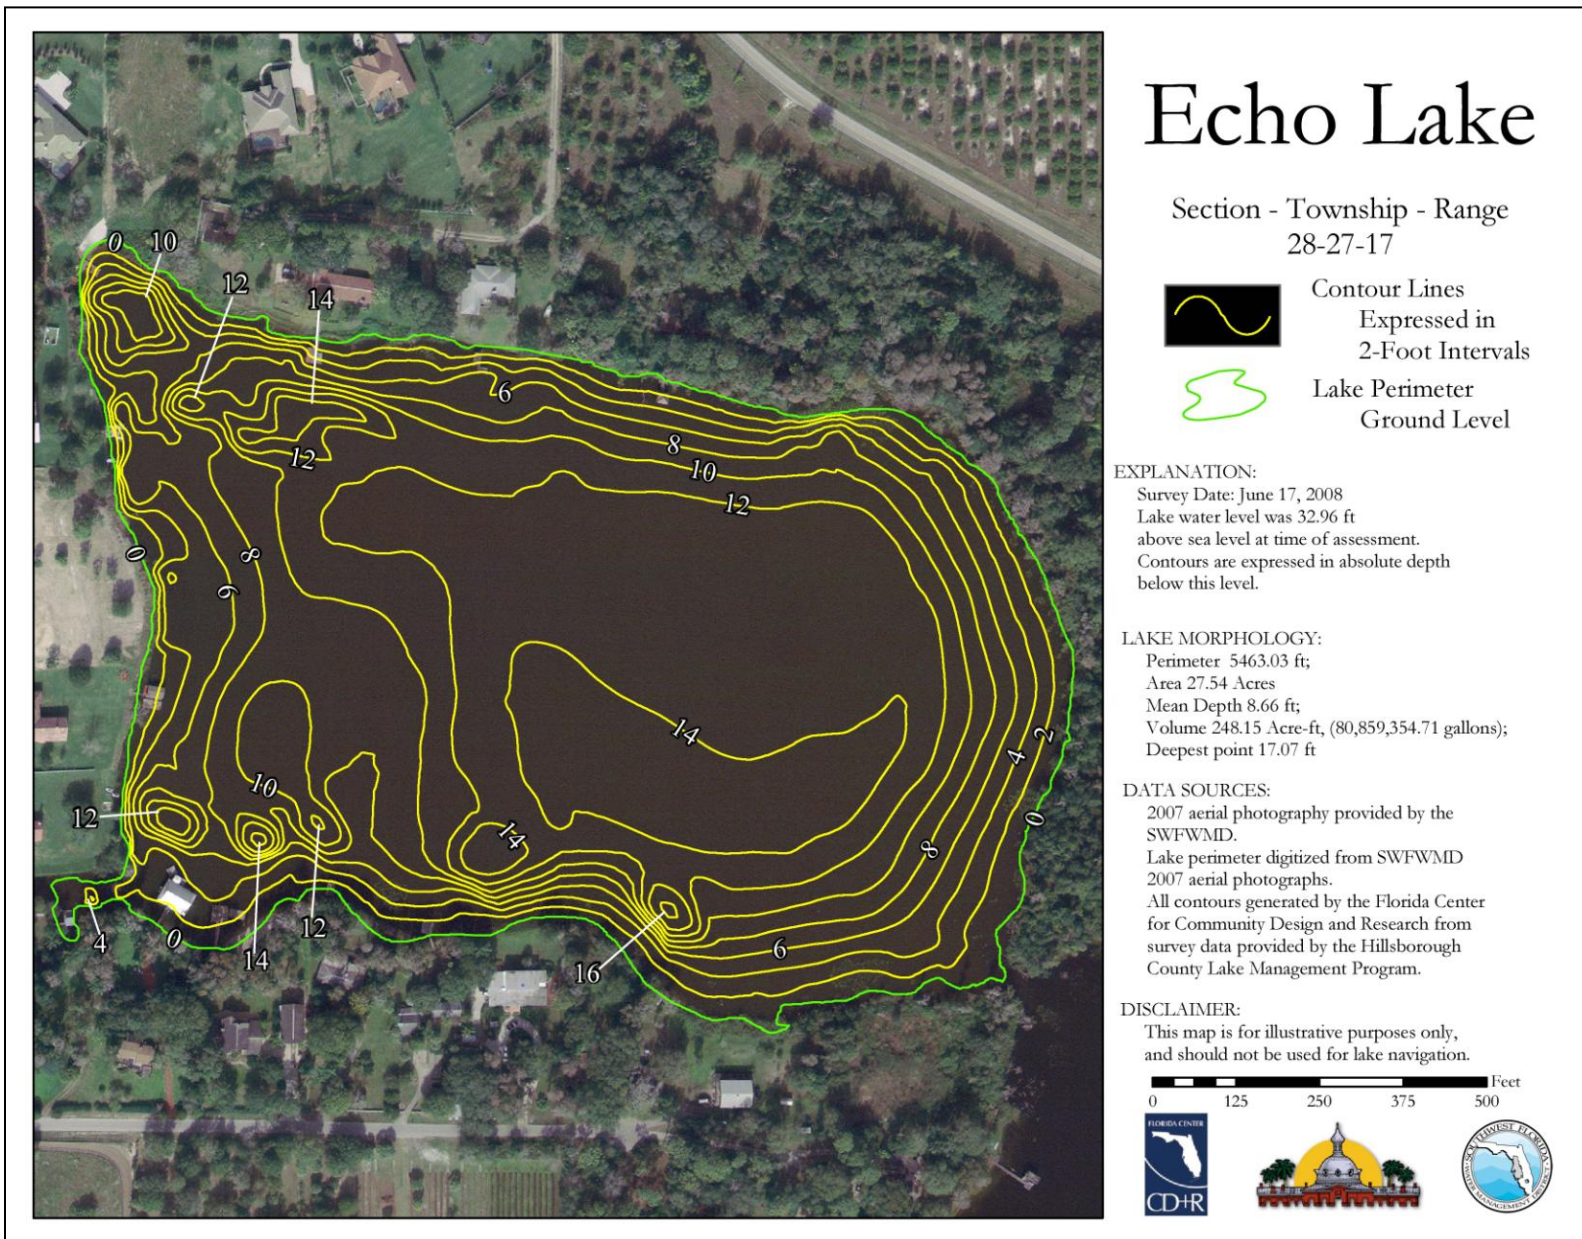 Echo Lake
Section - Township - Range
28-27-17
Contour Lines
Expressed in
2-Foot Intervals
Lake Perimeter
Ground Level
EXPLANATION:
Survey Date: June 17, 2008
Lake water level was 32.96 ft
above sea level at time of assessment.
Contours are expressed in absolute depth
below this level.
LAKE MORPHOLOGY:
Perimeter 5463.03 ft;
Area 27.54 Acres
Mean Depth 8.66 ft;
Volume 248.15 Acre-ft, (80,859,354.71 gallons);
Deepest point 17.07 ft
DATA SOURCES:
2007 aerial photography provided by the
SWFWMD.
Lake perimeter digitized from SWFWMD
2007 aerial photographs.
All contours generated by the Florida Center
for Community Design and Research from
survey data provided by the Hillsborough
County Lake Management Program.
DISCLAIMER:
This map is for illustrative purposes only,
and should not be used for lake navigation.
Feet
0 125 250 375 500
FLORIDA CENTER
CD+R
SOUTHWEST FLORIDA
WATER MANAGEMENT DISTRICT
0 10
12
14
6
12
8
10
12
0
8
6
14
2
4
10
12
14
0
8
4
0
14
12
16
6